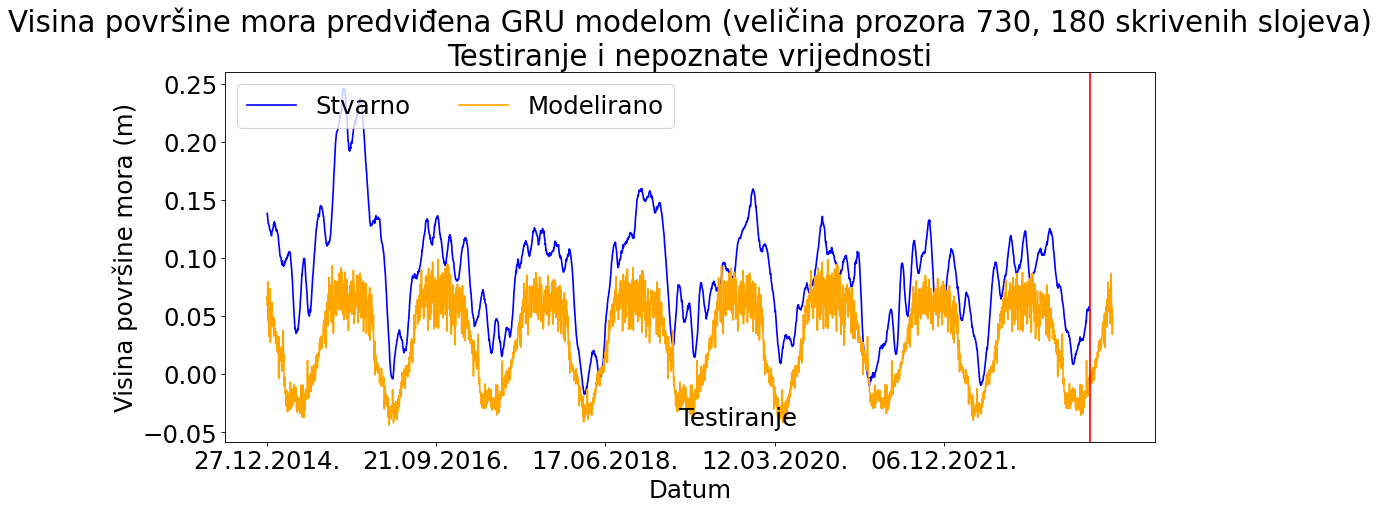 Visina površine mora predviđena GRU modelom (veličina prozora 730, 180 skrivenih slojeva)
Testiranje i nepoznate vrijednosti
Stvarno Modelirano
Visina površine mora (m)
0.25
0.20
0.15
0.10
0.05
0.00
−0.05
Testiranje
27.12.2014. 21.09.2016. 17.06.2018. 12.03.2020. 06.12.2021.
Datum